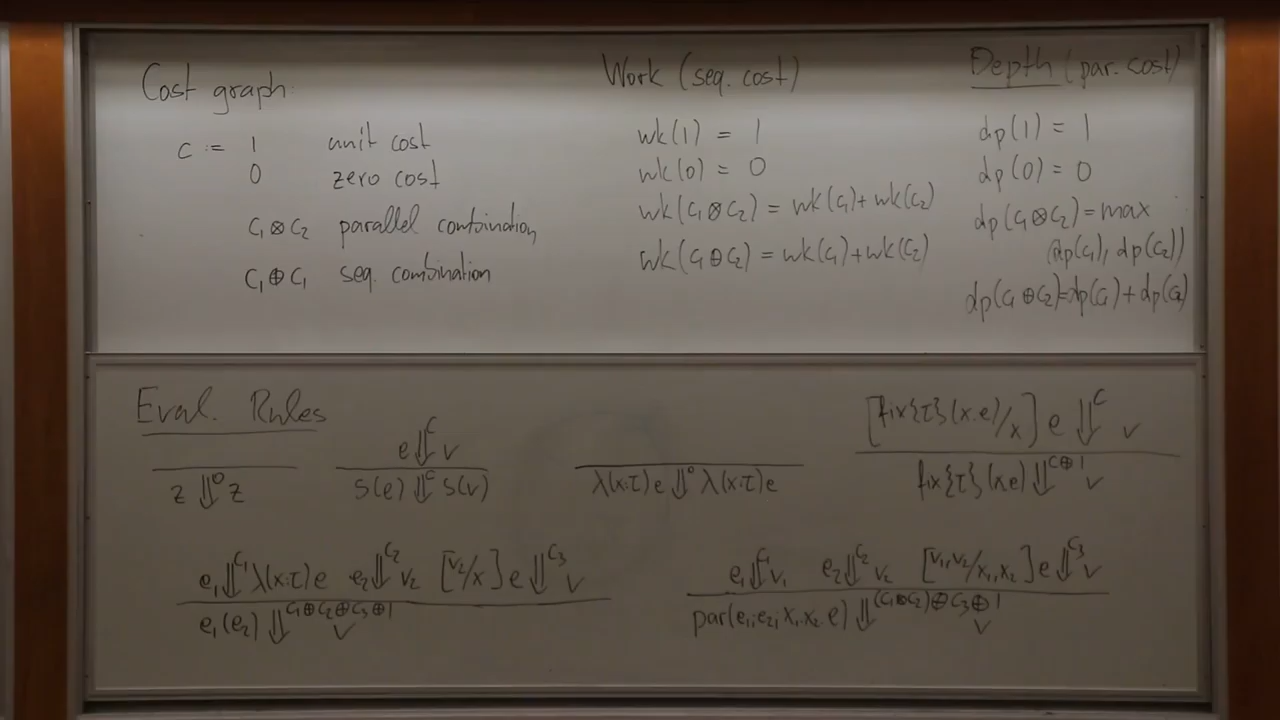 Cost graph
c := 1 unit cost
0 zero cost
C₁⊗C₂ parallel combination
C₁⊕C₁ seq. combination
Work (seq. cost)
wk(1) = 1
wk(0) = 0
wk(C₁⊗C₂) = wk(C₁)+wk(C₂)
wk(C₁⊕C₂) = wk(C₁)+wk(C₂)
Depth (par. cost)
dp(1) = 1
dp(0) = 0
dp(C₁⊗C₂) = max
(dp(C₁), dp(C₂))
dp(C₁⊕C₂)=dp(C₁)+dp(C₂)
Eval. Rules
z ⇓⁰ z
e ⇓ᶜ v
s(e) ⇓ᶜ s(v)
λ(x:τ)e ⇓⁰ λ(x:τ)e
[fix{τ}(x.e)/x] e ⇓ᶜ v
fix{τ}(x.e) ⇓^{C⊕1} v
e₁ ⇓^{C₁} λ(x:τ)e e₂ ⇓^{C₂} v₂ [v₂/x] e ⇓^{C₃} v
e₁(e₂) ⇓^{C₁⊕C₂⊕C₃⊕1} v
e₁ ⇓^{C₁} v₁ e₂ ⇓^{C₂} v₂ [v₁,v₂/x₁,x₂] e ⇓^{C₃} v
par(e₁;e₂;x₁.x₂.e) ⇓^{(C₁⊗C₂)⊕C₃⊕1} v